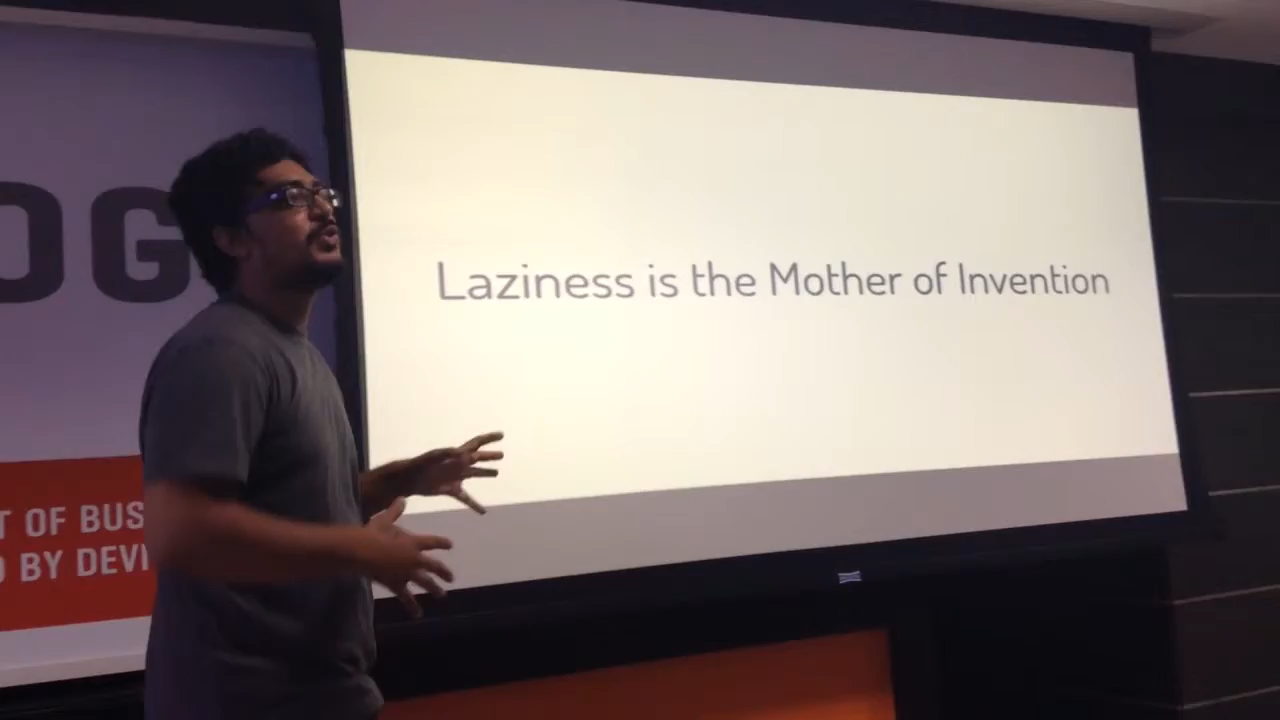 OG
Laziness is the Mother of Invention
T OF BUS
BY DEV